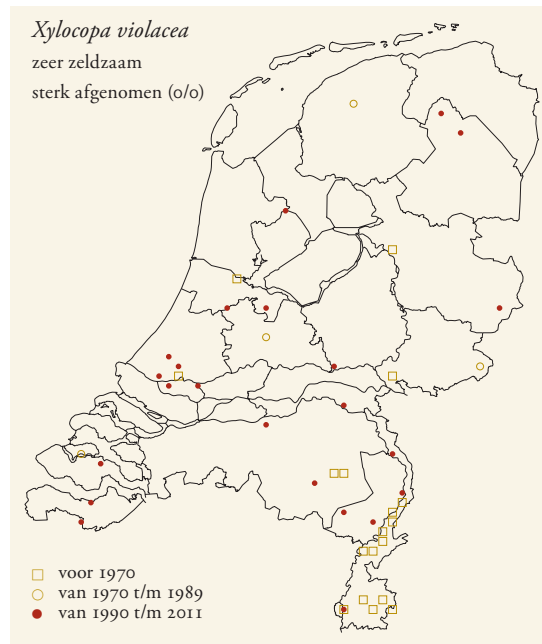 Xylocopa violacea
zeer zeldzaam
sterk afgenomen (0/0)
voor 1970
van 1970 t/m 1989
van 1990 t/m 2011